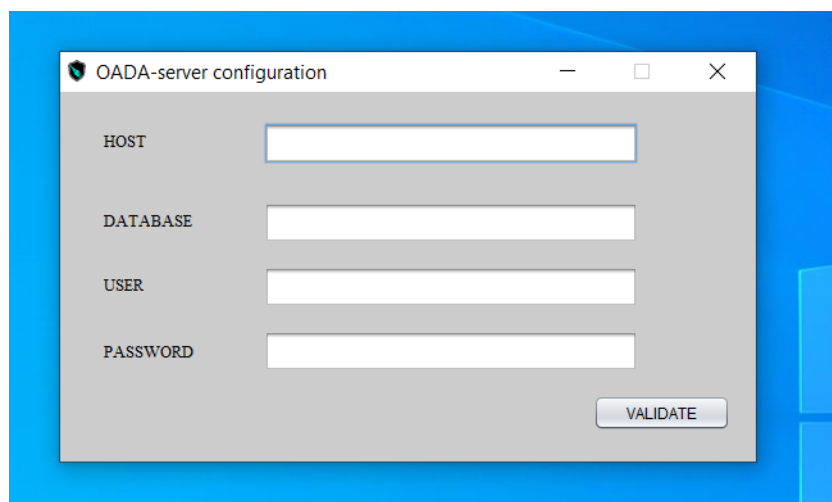 OADA-server configuration
HOST
DATABASE
USER
PASSWORD
VALIDATE